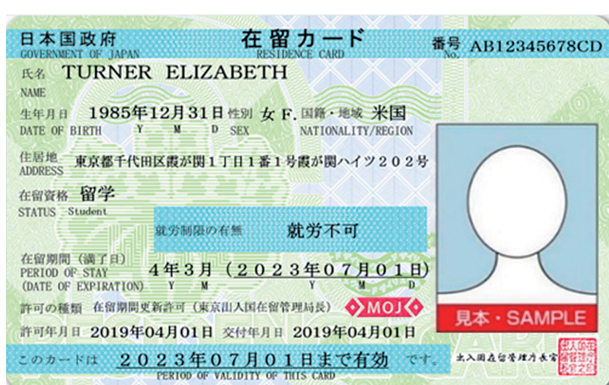 日本国政府 在留カード 番号 AB12345678CD
GOVERNMENT OF JAPAN RESIDENCE CARD No.
氏名 TURNER ELIZABETH
NAME
生年月日 1985年12月31日 性別 女 F. 国籍・地域 米国
DATE OF BIRTH Y M D SEX NATIONALITY/REGION
住居地 東京都千代田区霞が関1丁目1番1号霞が関ハイツ202号
ADDRESS
在留資格 留学
STATUS Student
就労制限の有無 就労不可
在留期間(満了日) 4年3月(2023年07月01日)
PERIOD OF STAY
(DATE OF EXPIRATION) Y M Y M D
許可の種類 在留期間更新許可(東京出入国在留管理局長) MOJ
見本・SAMPLE
許可年月日 2019年04月01日 交付年月日 2019年04月01日
このカードは 2023年07月01日まで有効 です。 出入国在留管理庁長官
PERIOD OF VALIDITY OF THIS CARD